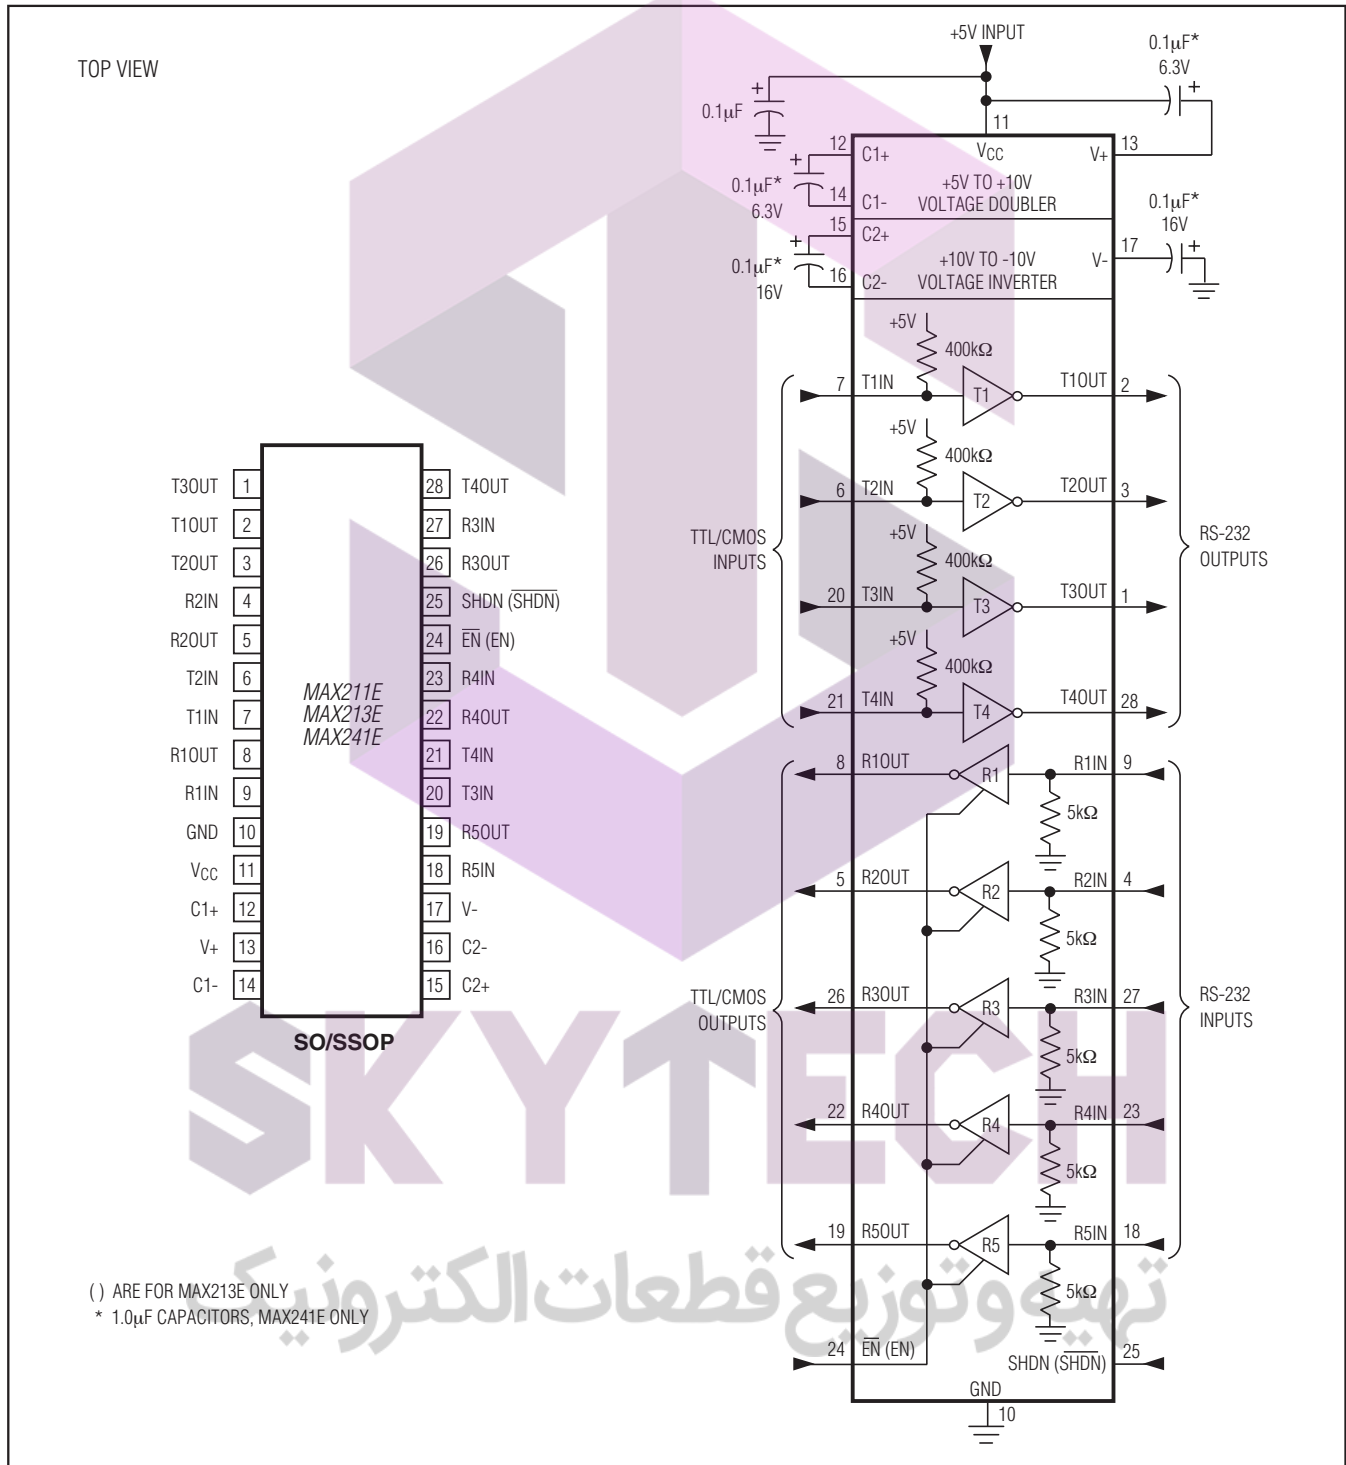 TOP VIEW
T3OUT 1
T1OUT 2
T2OUT 3
R2IN 4
R2OUT 5
T2IN 6
T1IN 7
R1OUT 8
R1IN 9
GND 10
VCC 11
C1+ 12
V+ 13
C1- 14
MAX211E
MAX213E
MAX241E
28 T4OUT
27 R3IN
26 R3OUT
25 SHDN (S̅H̅D̅N̅)
24 E̅N̅ (EN)
23 R4IN
22 R4OUT
21 T4IN
20 T3IN
19 R5OUT
18 R5IN
17 V-
16 C2-
15 C2+
SO/SSOP
( ) ARE FOR MAX213E ONLY
* 1.0µF CAPACITORS, MAX241E ONLY
+5V INPUT
0.1µF*
6.3V
+
+
0.1µF
11
12 C1+ VCC V+ 13
+
0.1µF*
6.3V
14 C1-
+5V TO +10V
VOLTAGE DOUBLER
0.1µF*
16V
15 C2+
+
0.1µF*
16V
16 C2-
+10V TO -10V
VOLTAGE INVERTER
V- 17
+
+5V
400kΩ
7 T1IN T1 T1OUT 2
+5V
400kΩ
6 T2IN T2 T2OUT 3
TTL/CMOS
INPUTS
RS-232
OUTPUTS
+5V
400kΩ
20 T3IN T3 T3OUT 1
+5V
400kΩ
21 T4IN T4 T4OUT 28
8 R1OUT R1 R1IN 9
5kΩ
5 R2OUT R2 R2IN 4
5kΩ
TTL/CMOS
OUTPUTS
RS-232
INPUTS
26 R3OUT R3 R3IN 27
5kΩ
22 R4OUT R4 R4IN 23
5kΩ
19 R5OUT R5 R5IN 18
5kΩ
24 E̅N̅ (EN)
SHDN (S̅H̅D̅N̅) 25
GND
10
SKYTECH
تهیه و توزیع قطعات الکترونیک